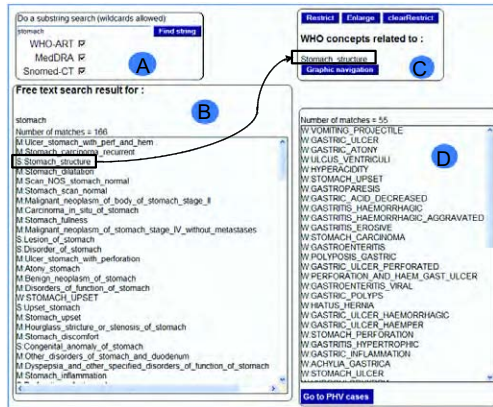 Do a substring search (wildcards allowed)
stomach
Find string
WHO-ART
MedDRA
Snomed-CT
A
Restrict
Enlarge
clearRestrict
WHO concepts related to :
Stomach_structure
Graphic navigation
C
Free text search result for :
B
stomach
Number of matches = 166
M:Ulcer_stomach_with_perf_and_hem
M:Stomach_carcinoma_recurrent
S:Stomach_structure
M:Stomach_dilatation
M:Scan_NOS_stomach_normal
M:Stomach_scan_normal
M:Malignant_neoplasm_of_body_of_stomach_stage_II
M:Carcinoma_in_situ_of_stomach
M:Stomach_fullness
M:Malignant_neoplasm_of_stomach_stage_IV_without_metastases
S:Lesion_of_stomach
S:Disorder_of_stomach
M:Ulcer_stomach_with_perforation
M:Atony_stomach
M:Benign_neoplasm_of_stomach
M:Disorders_of_function_of_stomach
W:STOMACH_UPSET
S:Upset_stomach
M:Stomach_upset
M:Hourglass_stricture_or_stenosis_of_stomach
M:Stomach_discomfort
S:Congenital_anomaly_of_stomach
M:Other_disorders_of_stomach_and_duodenum
M:Dyspepsia_and_other_specified_disorders_of_function_of_stomach
M:Stomach_inflammation
Number of matches = 55
D
W:VOMITING_PROJECTILE
W:GASTRIC_ULCER
W:GASTRIC_ATONY
W:ULCUS_VENTRICULI
W:HYPERACIDITY
W:STOMACH_UPSET
W:GASTROPARESIS
W:GASTRIC_ACID_DECREASED
W:GASTRITIS_HAEMORRHAGIC
W:GASTRITIS_HAEMORRHAGIC_AGGRAVATED
W:GASTRITIS_EROSIVE
W:STOMACH_CARCINOMA
W:GASTROENTERITIS
W:POLYPOSIS_GASTRIC
W:GASTRIC_ULCER_PERFORATED
W:PERFORATION_AND_HAEM_GAST_ULCER
W:GASTROENTERITIS_VIRAL
W:GASTRIC_POLYPS
W:HIATUS_HERNIA
W:GASTRIC_ULCER_HAEMORRHAGIC
W:GASTRIC_ULCER_HAEMPER
W:STOMACH_PERFORATION
W:GASTRITIS_HYPERTROPHIC
W:GASTRIC_INFLAMMATION
W:ACHYLIA_GASTRICA
W:STOMACH_ULCER
Go to PHV cases